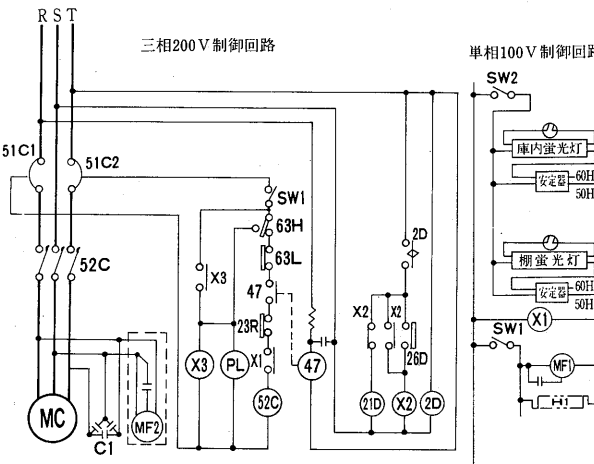 R S T
三相200V制御回路
単相100V制御回路
SW2
51C1
51C2
庫内蛍光灯
安定器
60H
50H
SW1
63H
2D
52C
X3
63L
棚蛍光灯
47
安定器
60H
50H
23R
X2
X2
X1
X1
SW1
26D
X3
PL
47
MF1
52C
21D
X2
2D
MC
C1
MF2
H1